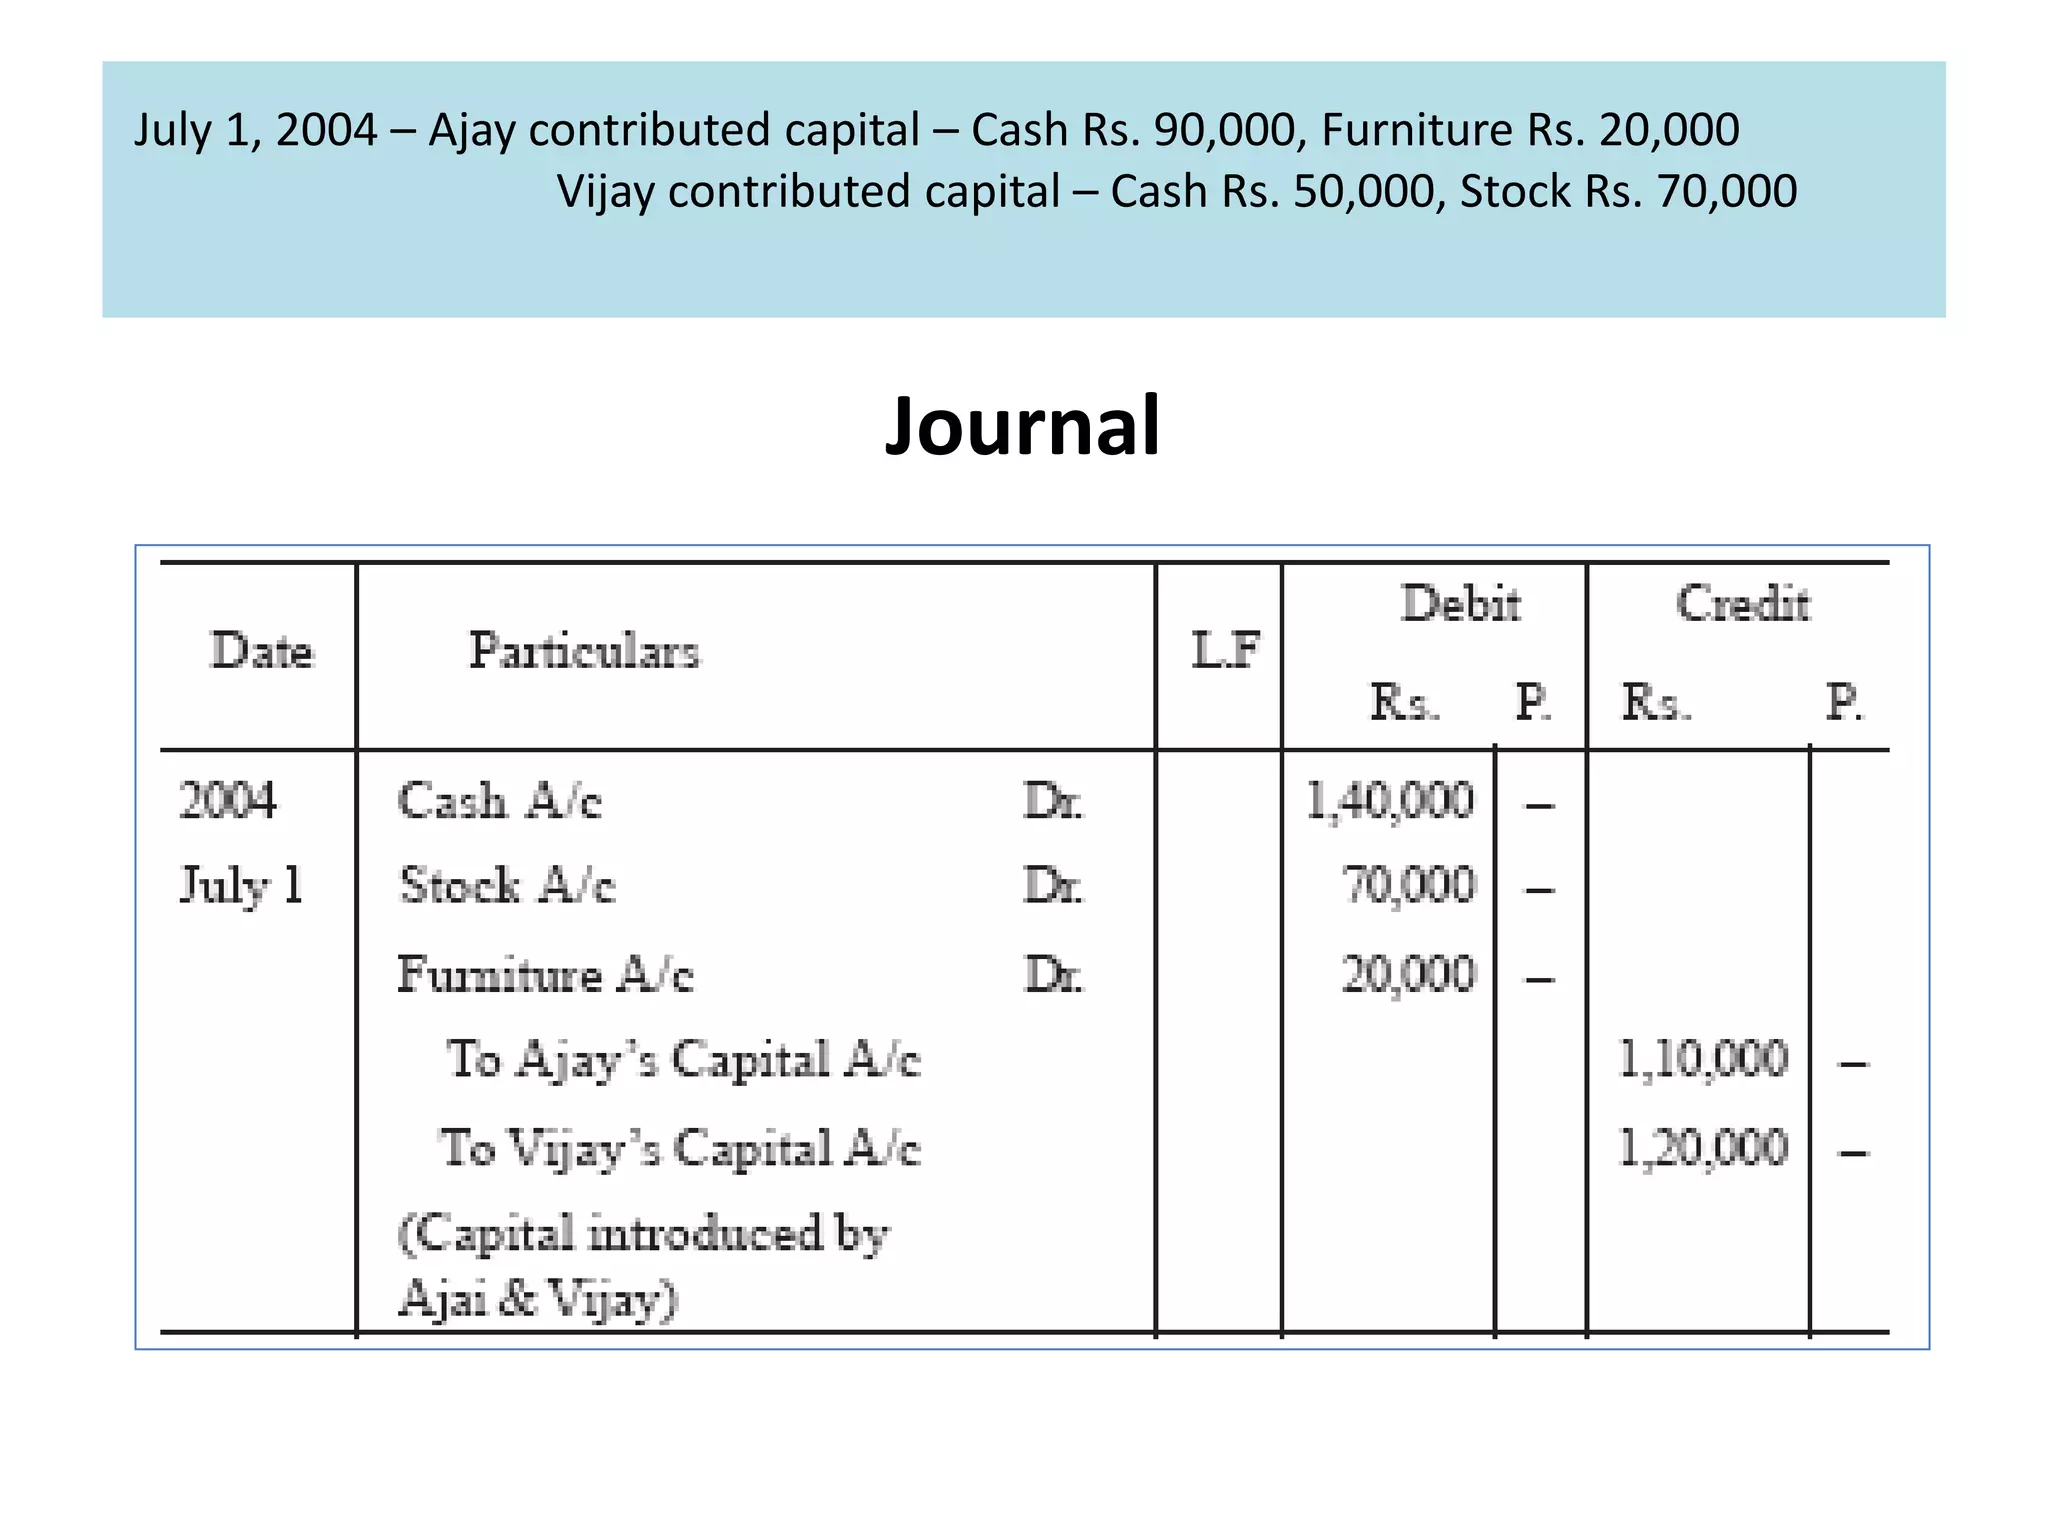 July 1, 2004 – Ajay contributed capital – Cash Rs. 90,000, Furniture Rs. 20,000
Vijay contributed capital – Cash Rs. 50,000, Stock Rs. 70,000
Journal
Date Particulars L.F Debit Credit
Rs. P. Rs. P.
2004 Cash A/c Dr. 1,40,000 –
July 1 Stock A/c Dr. 70,000 –
Furniture A/c Dr. 20,000 –
To Ajay’s Capital A/c 1,10,000 –
To Vijay’s Capital A/c 1,20,000 –
(Capital introduced by
Ajai & Vijay)